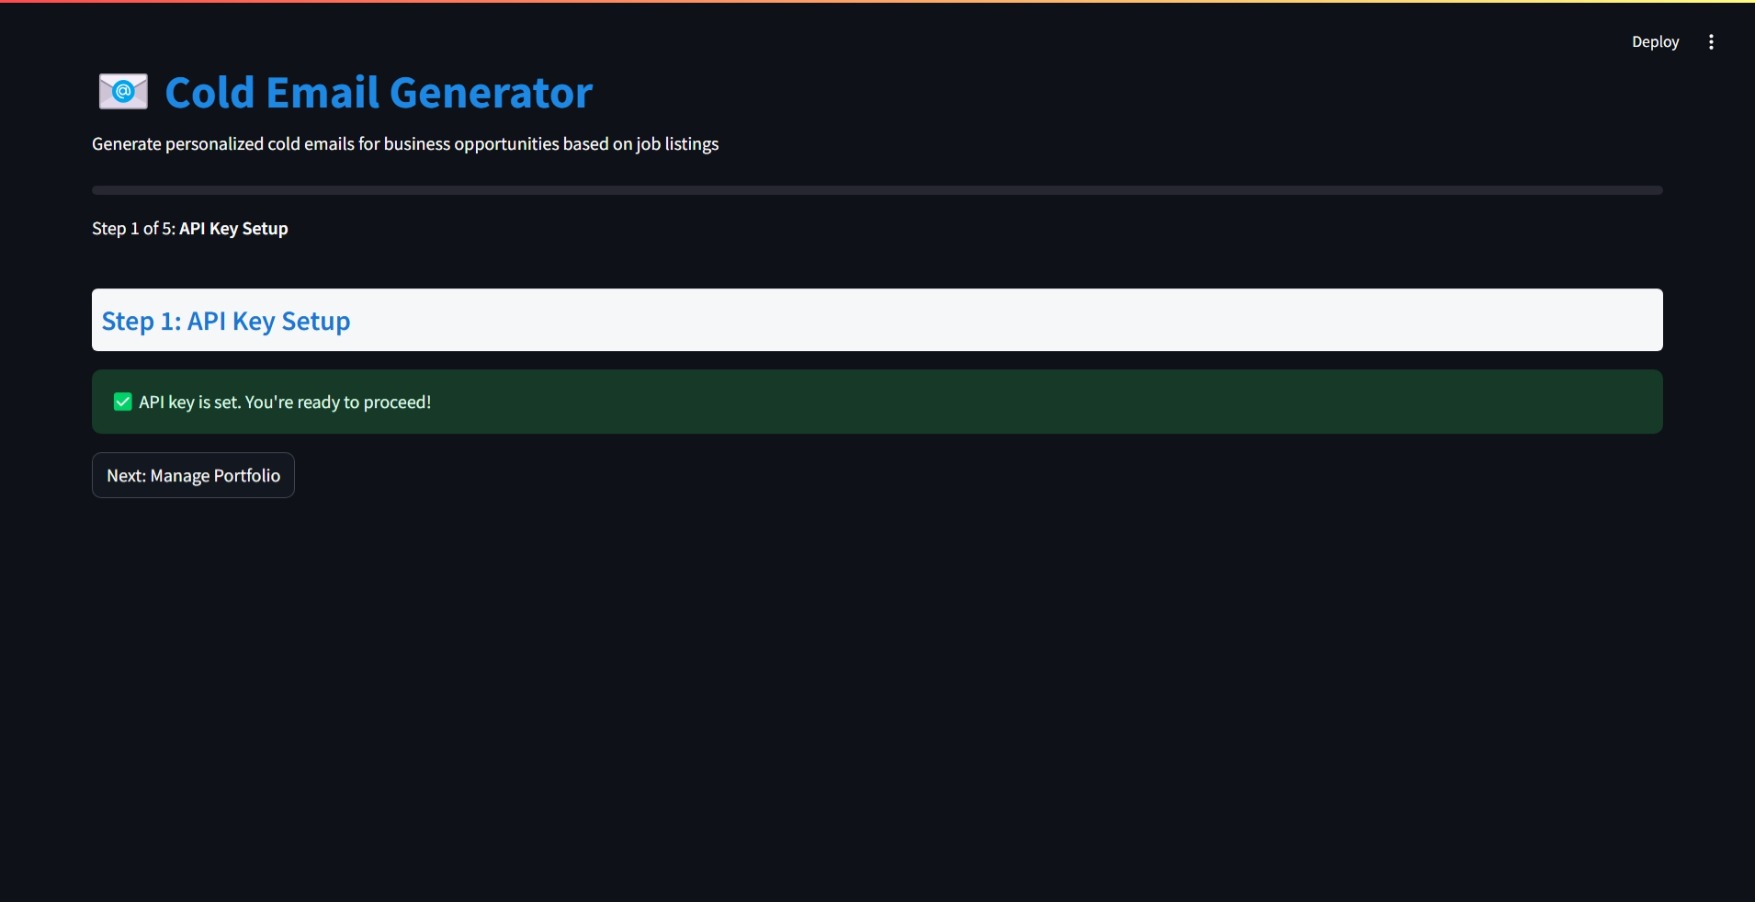 Deploy
Cold Email Generator
Generate personalized cold emails for business opportunities based on job listings
Step 1 of 5: API Key Setup
Step 1: API Key Setup
✅ API key is set. You're ready to proceed!
Next: Manage Portfolio